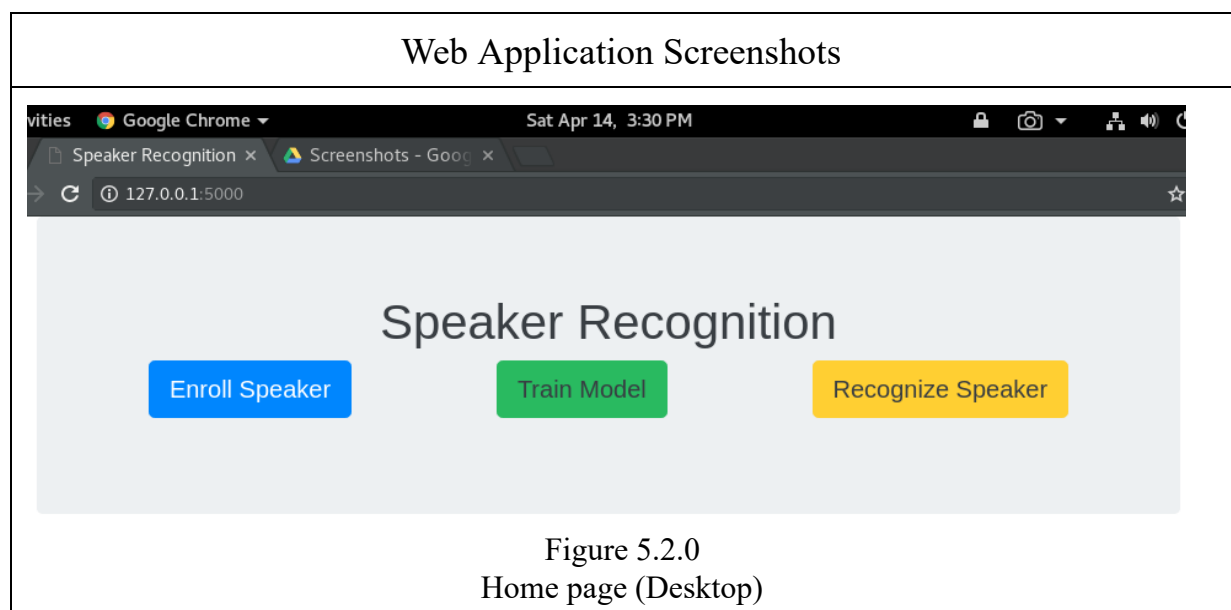 Web Application Screenshots
vities Google Chrome Sat Apr 14, 3:30 PM
Speaker Recognition × Screenshots - Goog ×
127.0.0.1:5000
Speaker Recognition
Enroll Speaker Train Model Recognize Speaker
Figure 5.2.0
Home page (Desktop)